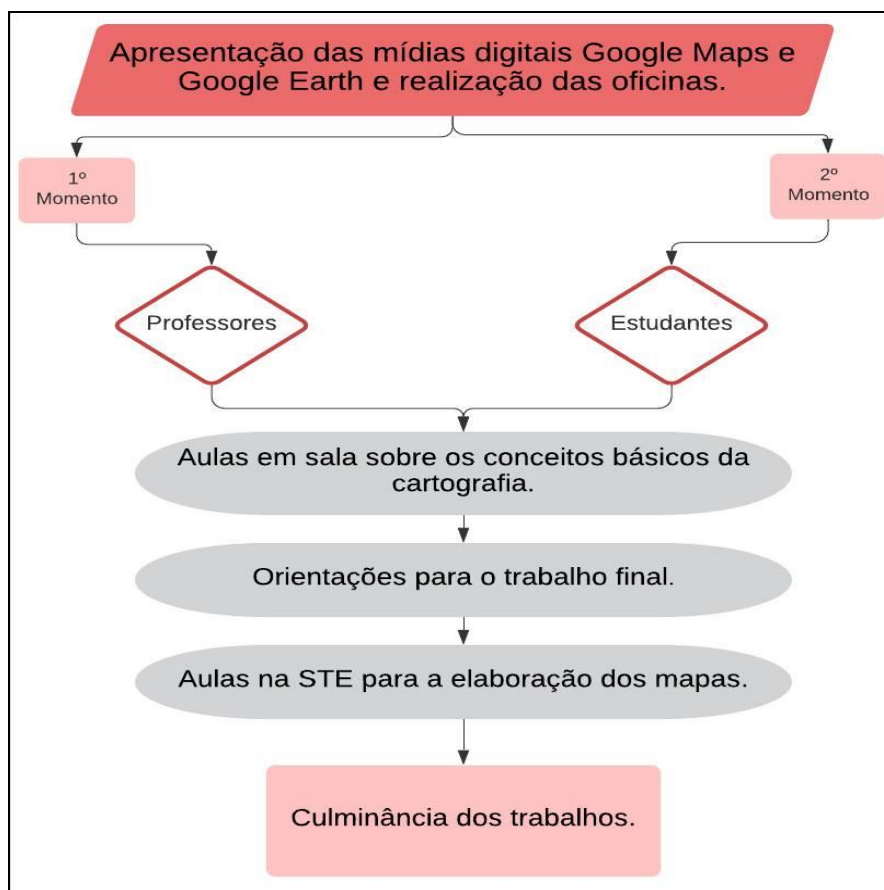 Apresentação das mídias digitais Google Maps e
Google Earth e realização das oficinas.
1º
Momento
2º
Momento
Professores
Estudantes
Aulas em sala sobre os conceitos básicos da
cartografia.
Orientações para o trabalho final.
Aulas na STE para a elaboração dos mapas.
Culminância dos trabalhos.